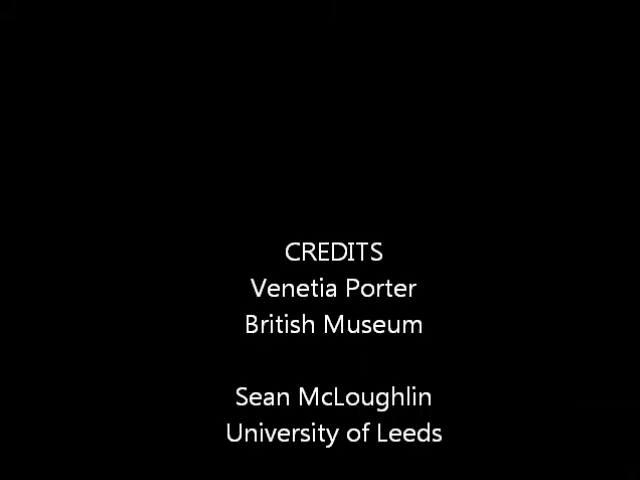 CREDITS
Venetia Porter
British Museum
Sean McLoughlin
University of Leeds